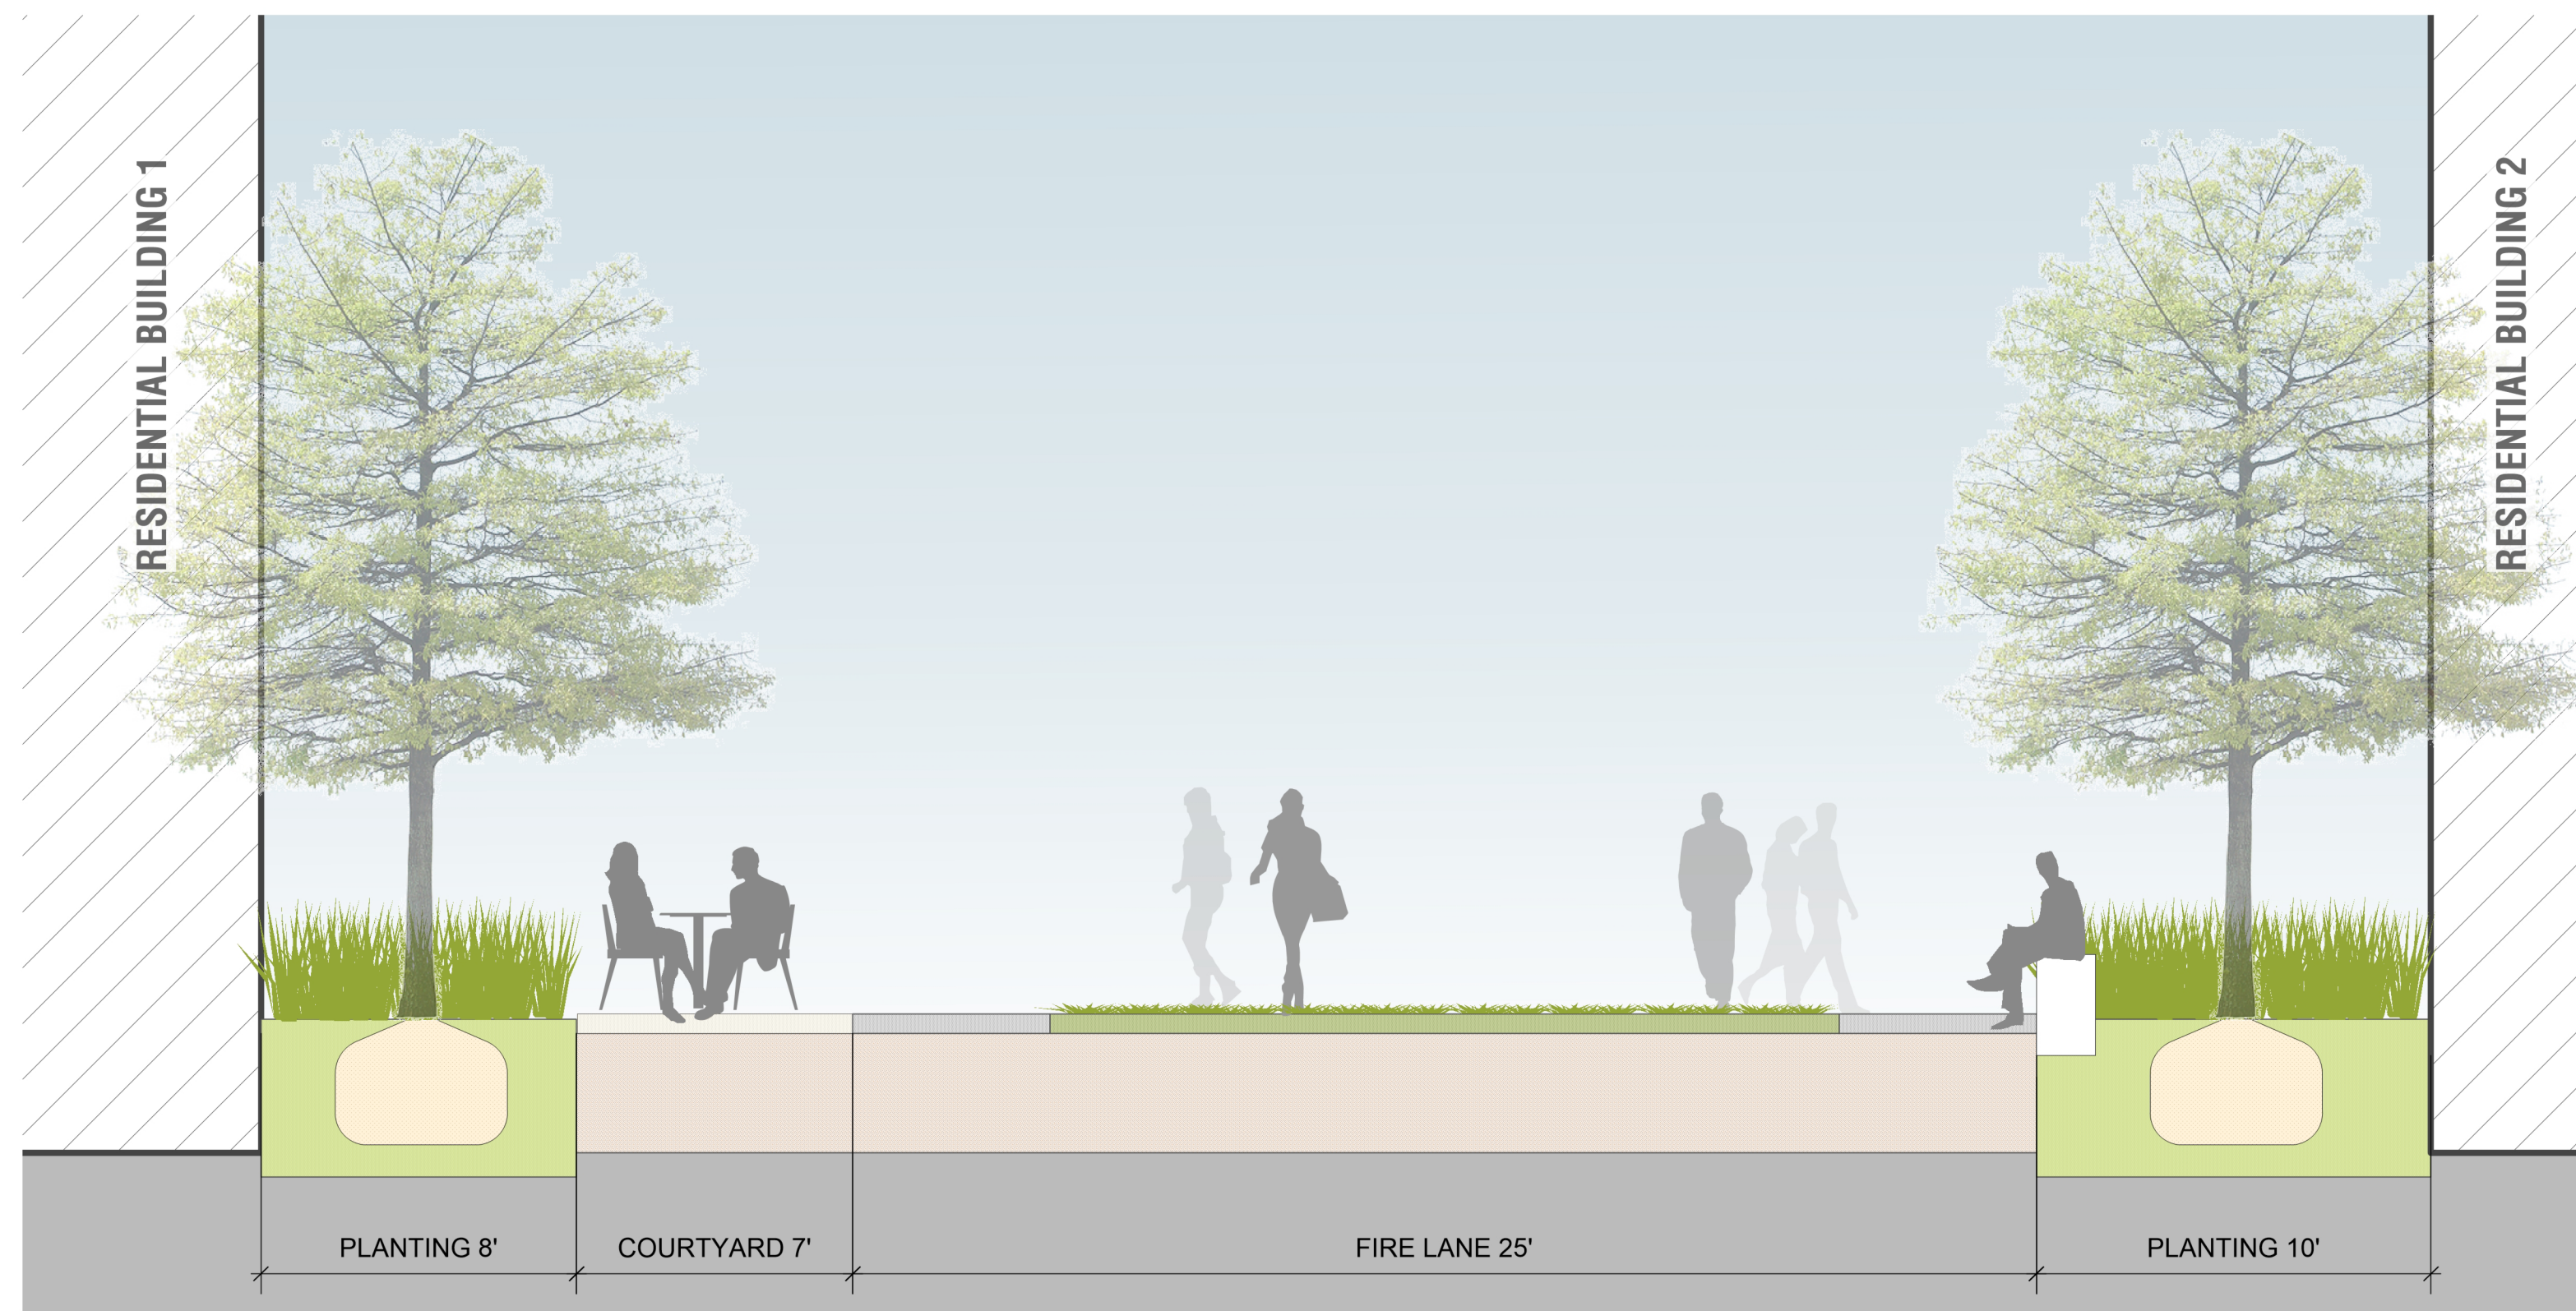 RESIDENTIAL BUILDING 1
RESIDENTIAL BUILDING 2
PLANTING 8'
COURTYARD 7'
FIRE LANE 25'
PLANTING 10'